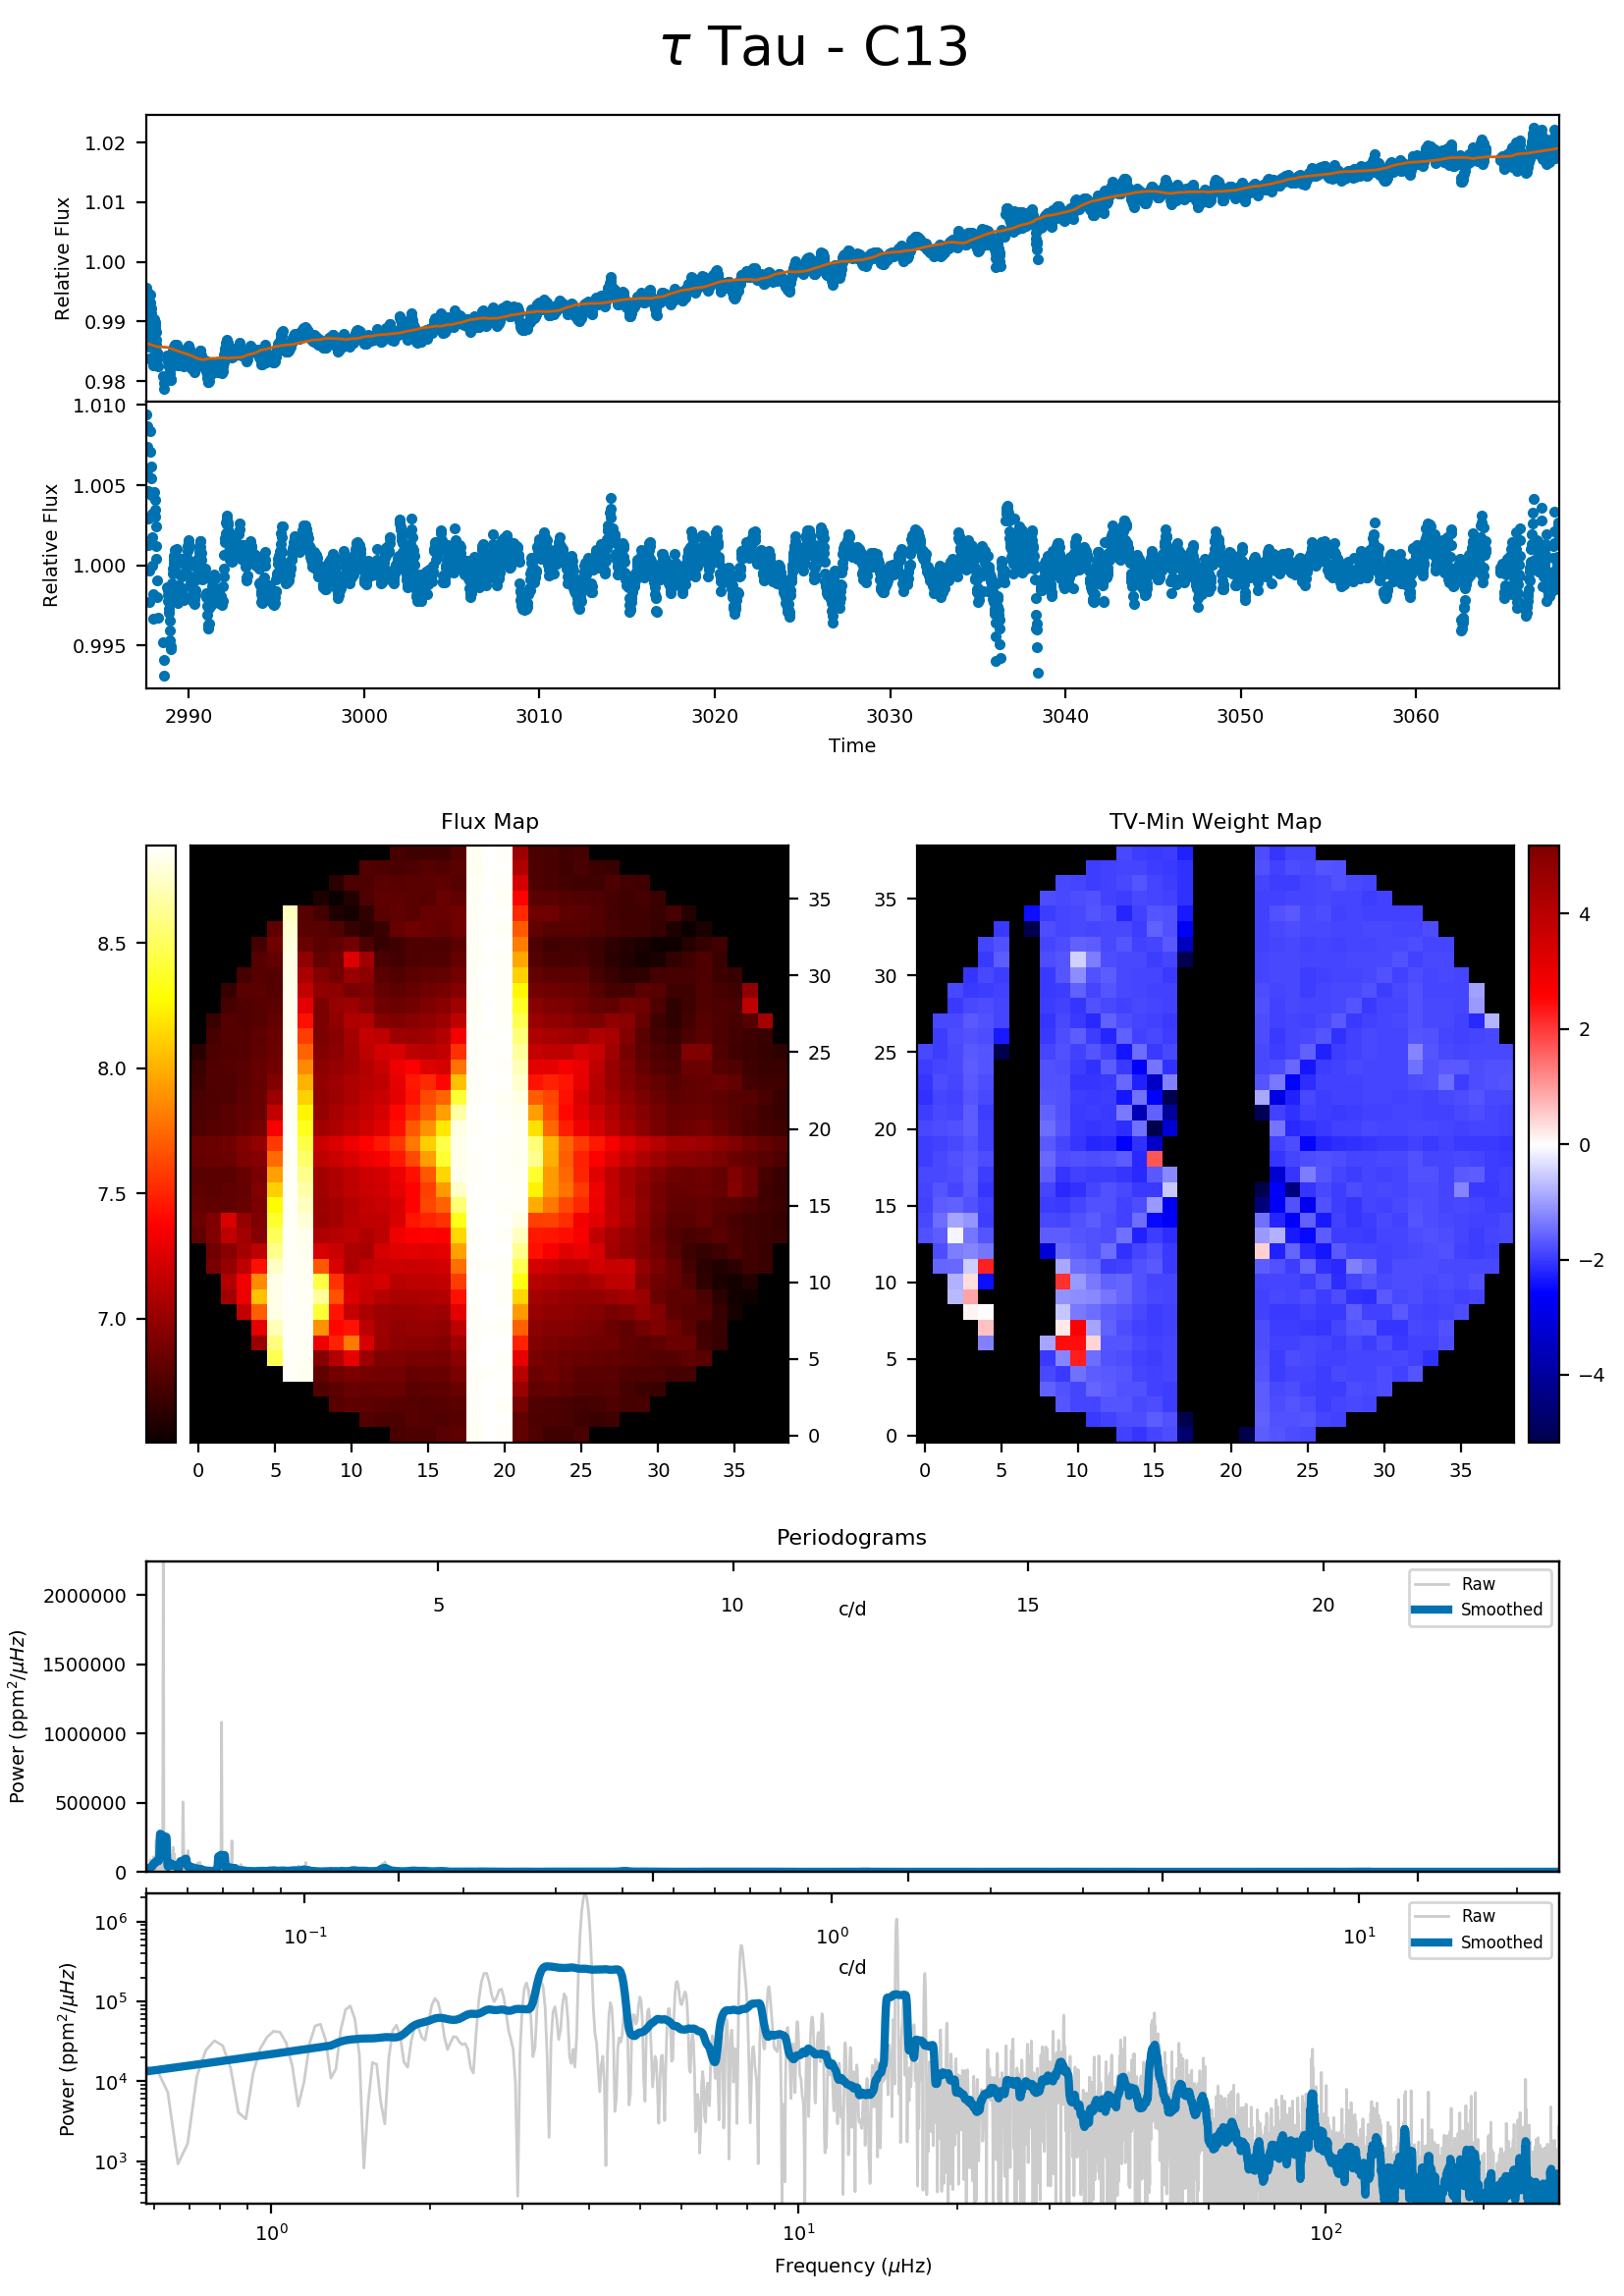 τ Tau - C13
1.02
1.01
1.00
0.99
0.98
Relative Flux
1.010
1.005
1.000
0.995
Relative Flux
2990 3000 3010 3020 3030 3040 3050 3060
Time
Flux Map
8.5
8.0
7.5
7.0
35
30
25
20
15
10
5
0
0 5 10 15 20 25 30 35
TV-Min Weight Map
35
30
25
20
15
10
5
0
0 5 10 15 20 25 30 35
4
2
0
−2
−4
Periodograms
2000000
1500000
1000000
500000
0
Power (ppm²/μHz)
5 10 15 20
c/d
Raw
Smoothed
10⁶
10⁵
10⁴
10³
Power (ppm²/μHz)
10⁻¹ 10⁰ 10¹
c/d
Raw
Smoothed
10⁰ 10¹ 10²
Frequency (μHz)